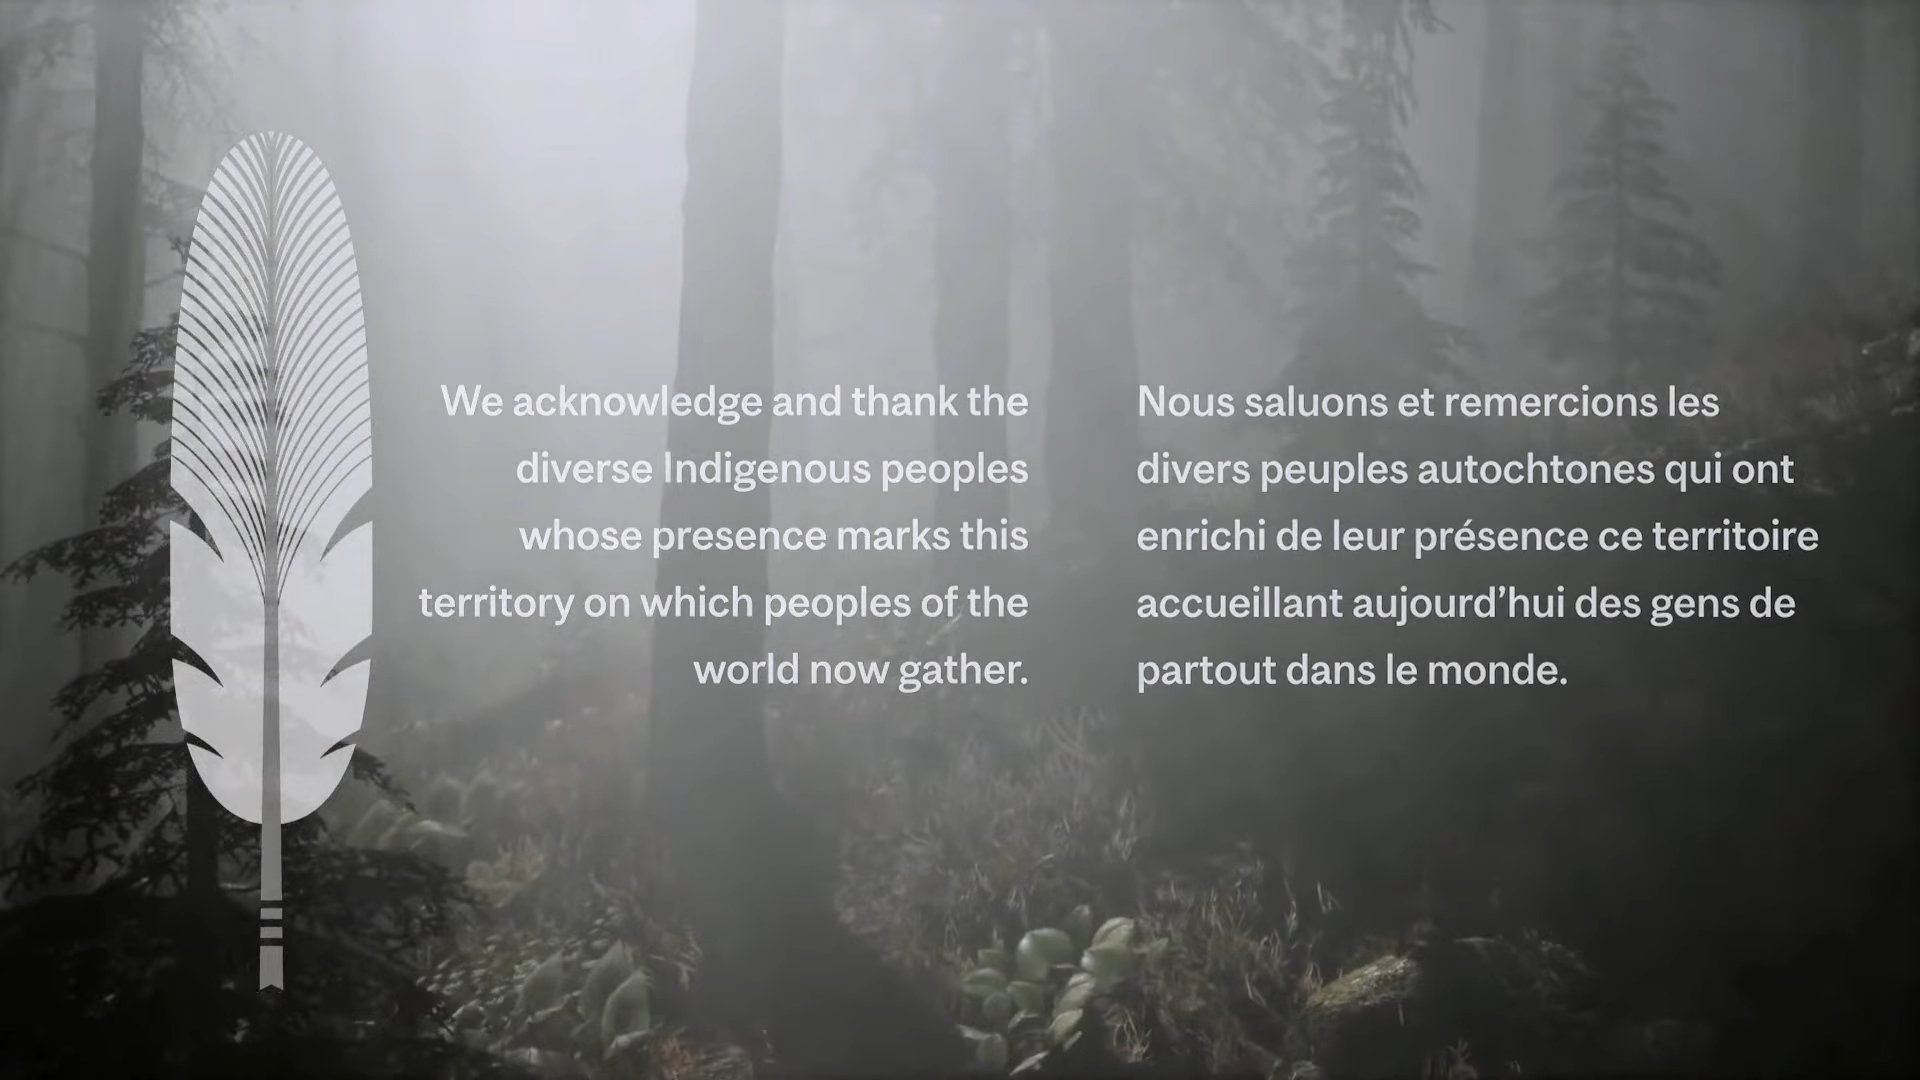 We acknowledge and thank the
diverse Indigenous peoples
whose presence marks this
territory on which peoples of the
world now gather.
Nous saluons et remercions les
divers peuples autochtones qui ont
enrichi de leur présence ce territoire
accueillant aujourd’hui des gens de
partout dans le monde.